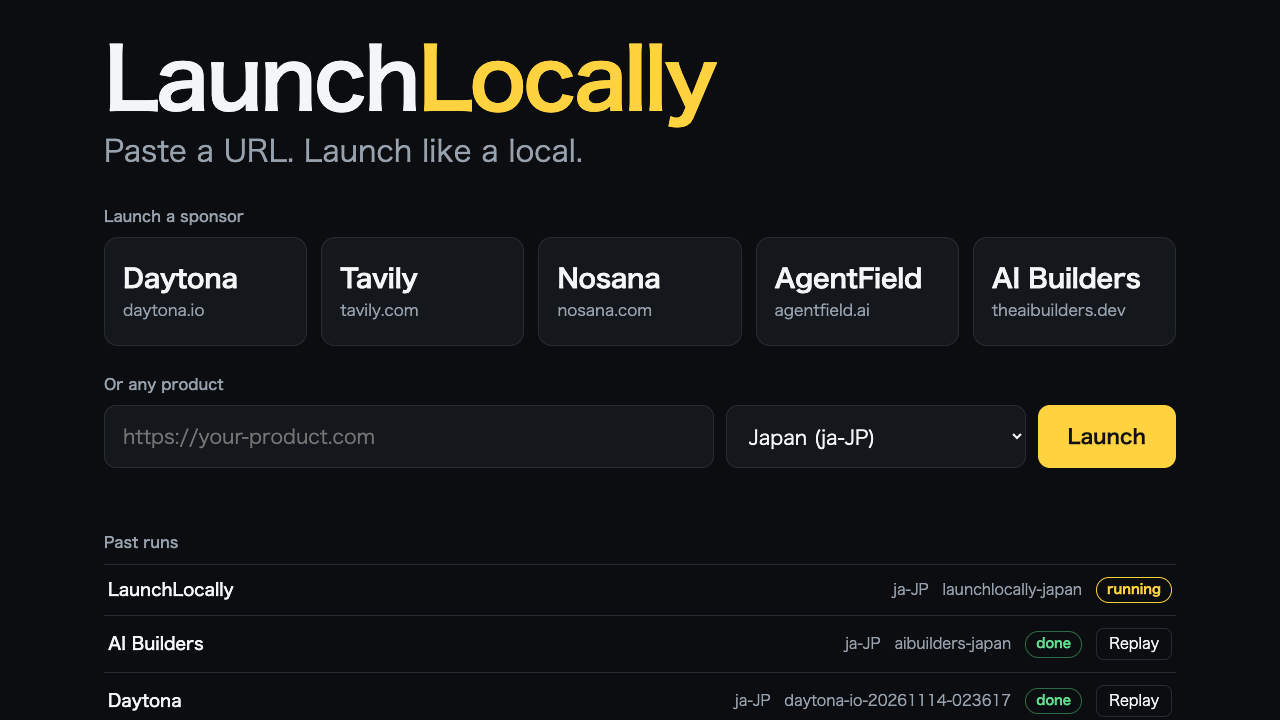 LaunchLocally
Paste a URL. Launch like a local.
Launch a sponsor
Daytona
daytona.io
Tavily
tavily.com
Nosana
nosana.com
AgentField
agentfield.ai
AI Builders
theaibuilders.dev
Or any product
https://your-product.com
Japan (ja-JP)
Launch
Past runs
LaunchLocally ja-JP launchlocally-japan running
AI Builders ja-JP aibuilders-japan done Replay
Daytona ja-JP daytona-io-20261114-023617 done Replay